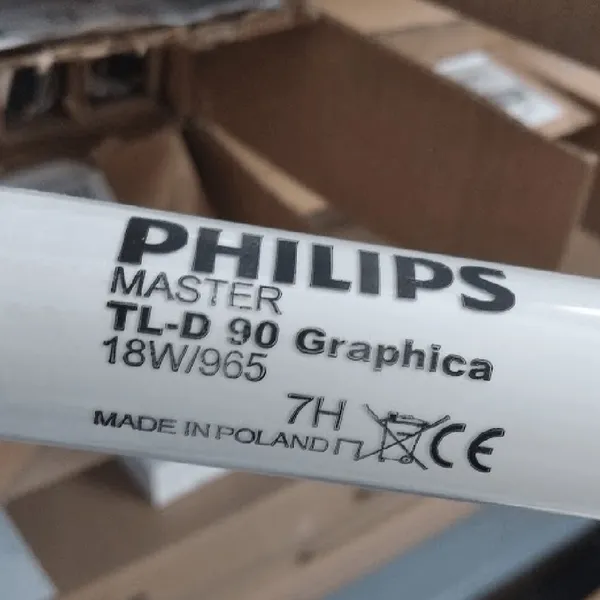 PHILIPS
MASTER
TL-D 90 Graphica
18W/965
7H
MADE IN POLAND CE